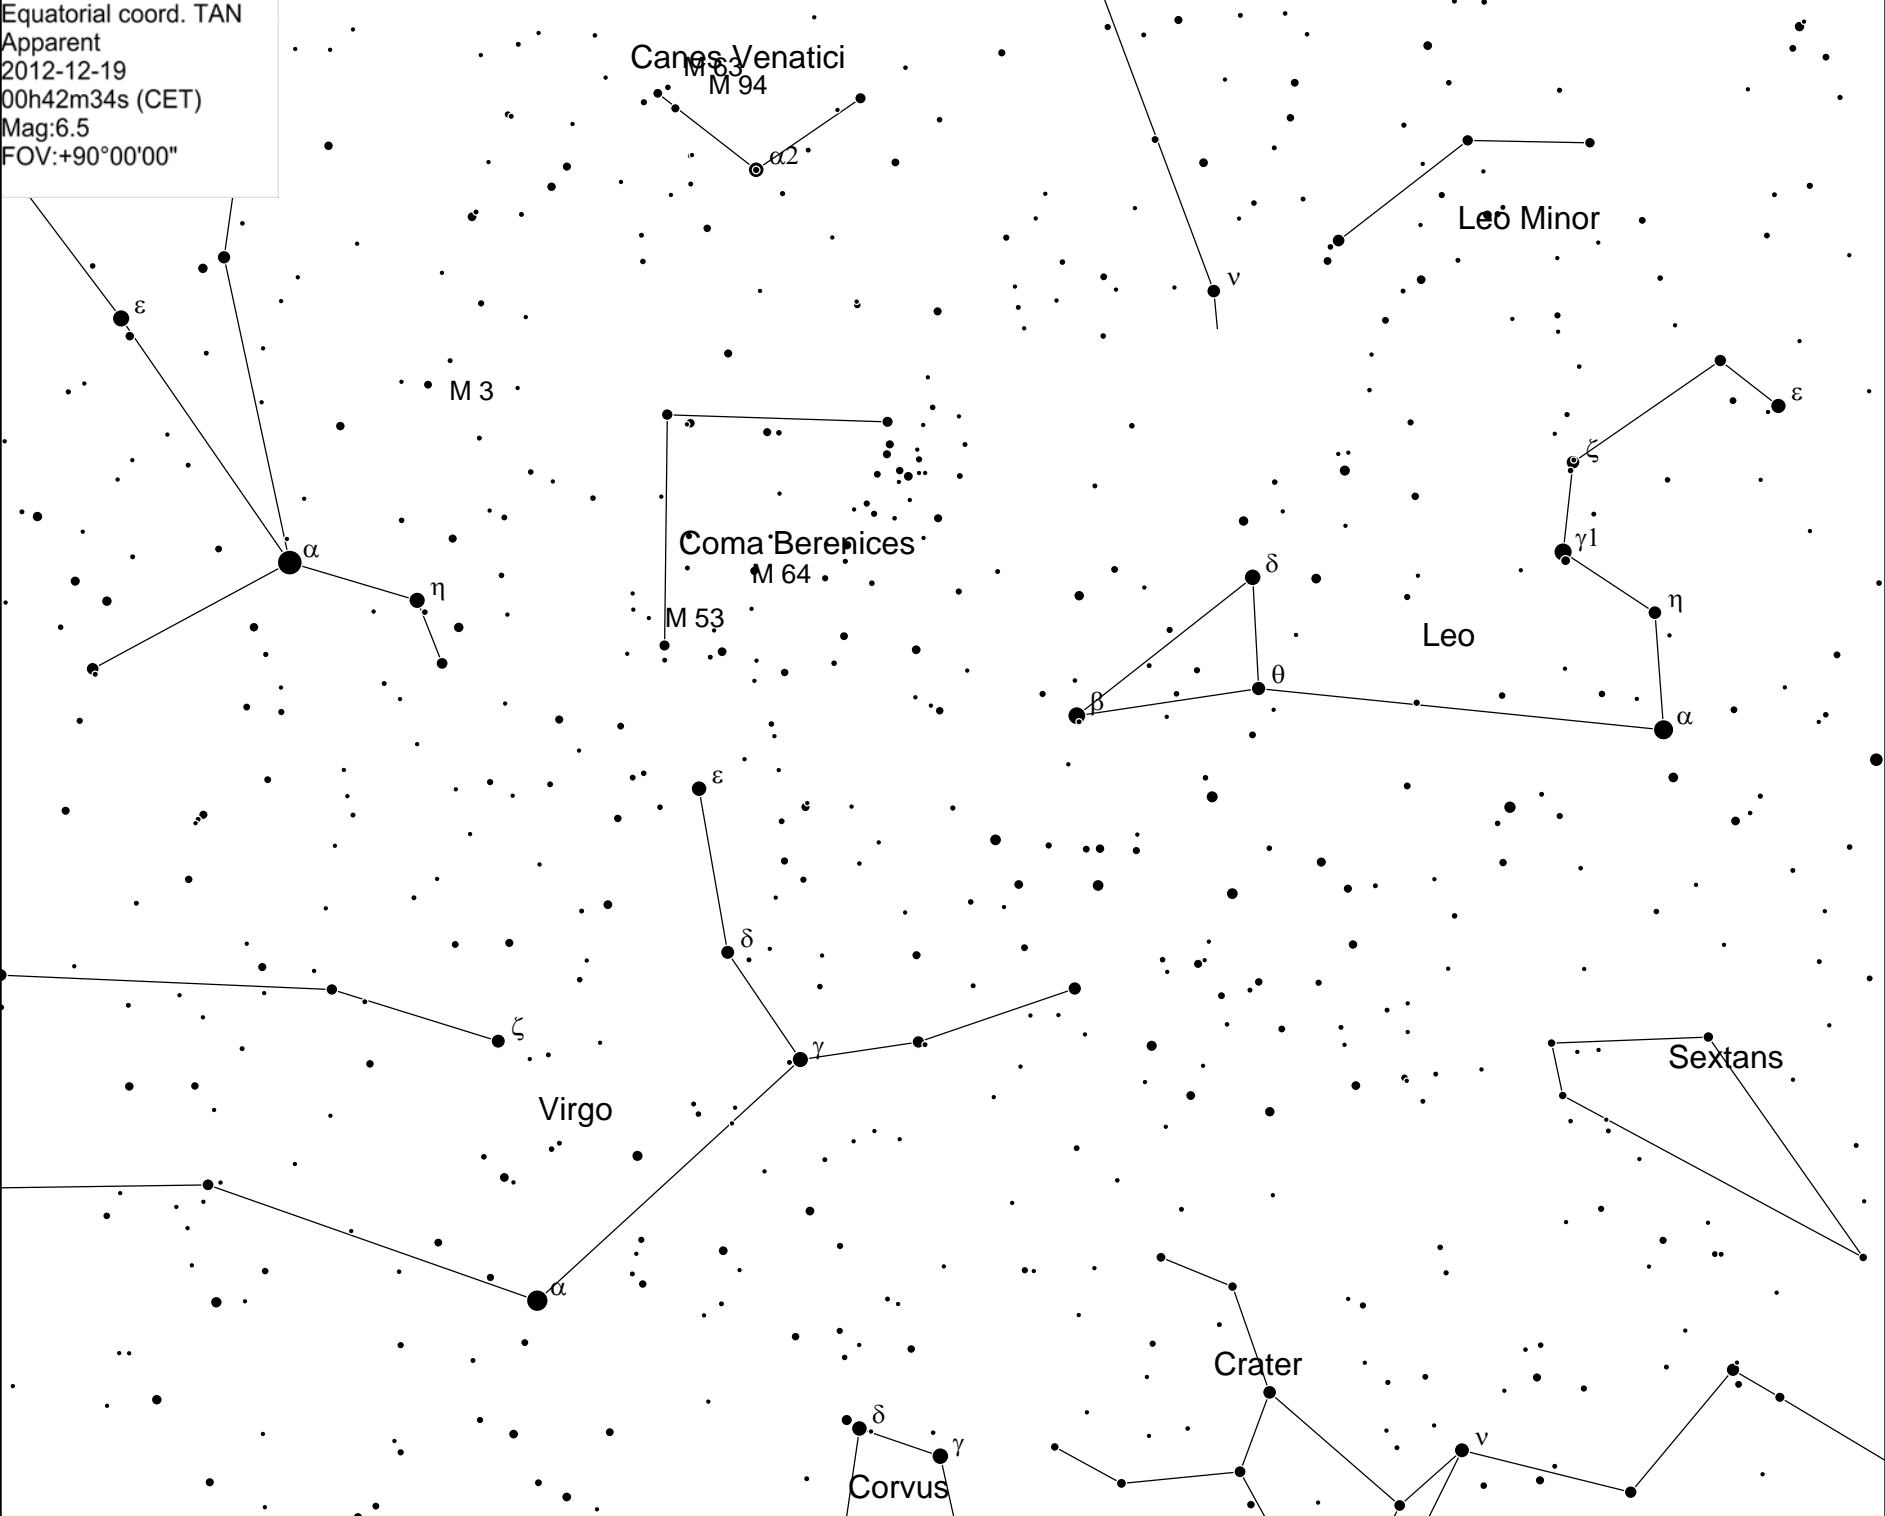 Equatorial coord. TAN
Apparent
2012-12-19
00h42m34s (CET)
Mag:6.5
FOV:+90°00'00"
Canes Venatici
M 63
M 94
α2
Leo Minor
ν
ε
M 3
ε
ζ
Coma Berenices
γ1
α
δ
M 64
η
η
M 53
Leo
θ
β
α
ε
δ
ζ
γ
Sextans
Virgo
α
Crater
δ
ν
γ
Corvus